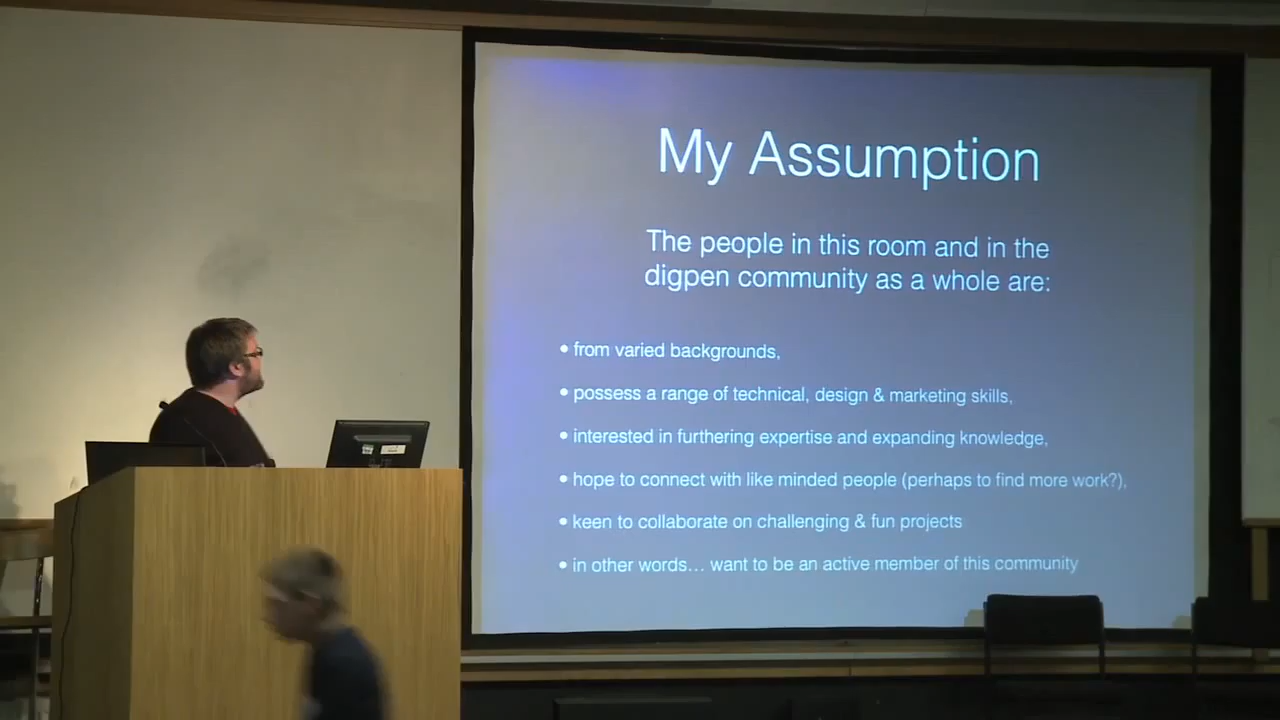 My Assumption
The people in this room and in the
digpen community as a whole are:
• from varied backgrounds,
• possess a range of technical, design & marketing skills,
• interested in furthering expertise and expanding knowledge,
• hope to connect with like minded people (perhaps to find more work?),
• keen to collaborate on challenging & fun projects
• in other words... want to be an active member of this community